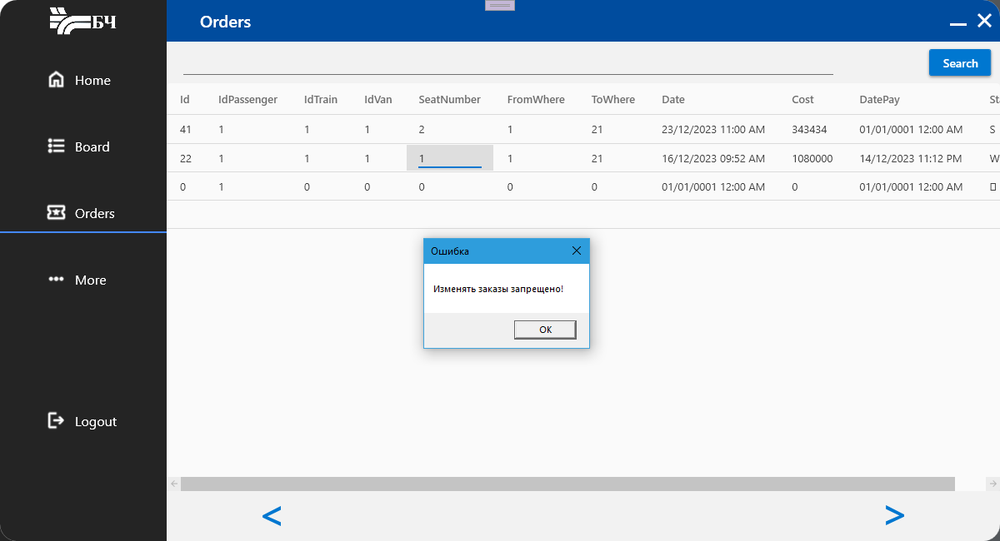 БЧ
Orders
Home
Board
Orders
More
Logout
Search
Id IdPassenger IdTrain IdVan SeatNumber FromWhere ToWhere Date Cost DatePay
41 1 1 1 2 1 21 23/12/2023 11:00 AM 343434 01/01/0001 12:00 AM S
22 1 1 1 1 1 21 16/12/2023 09:52 AM 1080000 14/12/2023 11:12 PM W
0 1 0 0 0 0 0 01/01/0001 12:00 AM 0 01/01/0001 12:00 AM
Ошибка
Изменять заказы запрещено!
ОК
< >